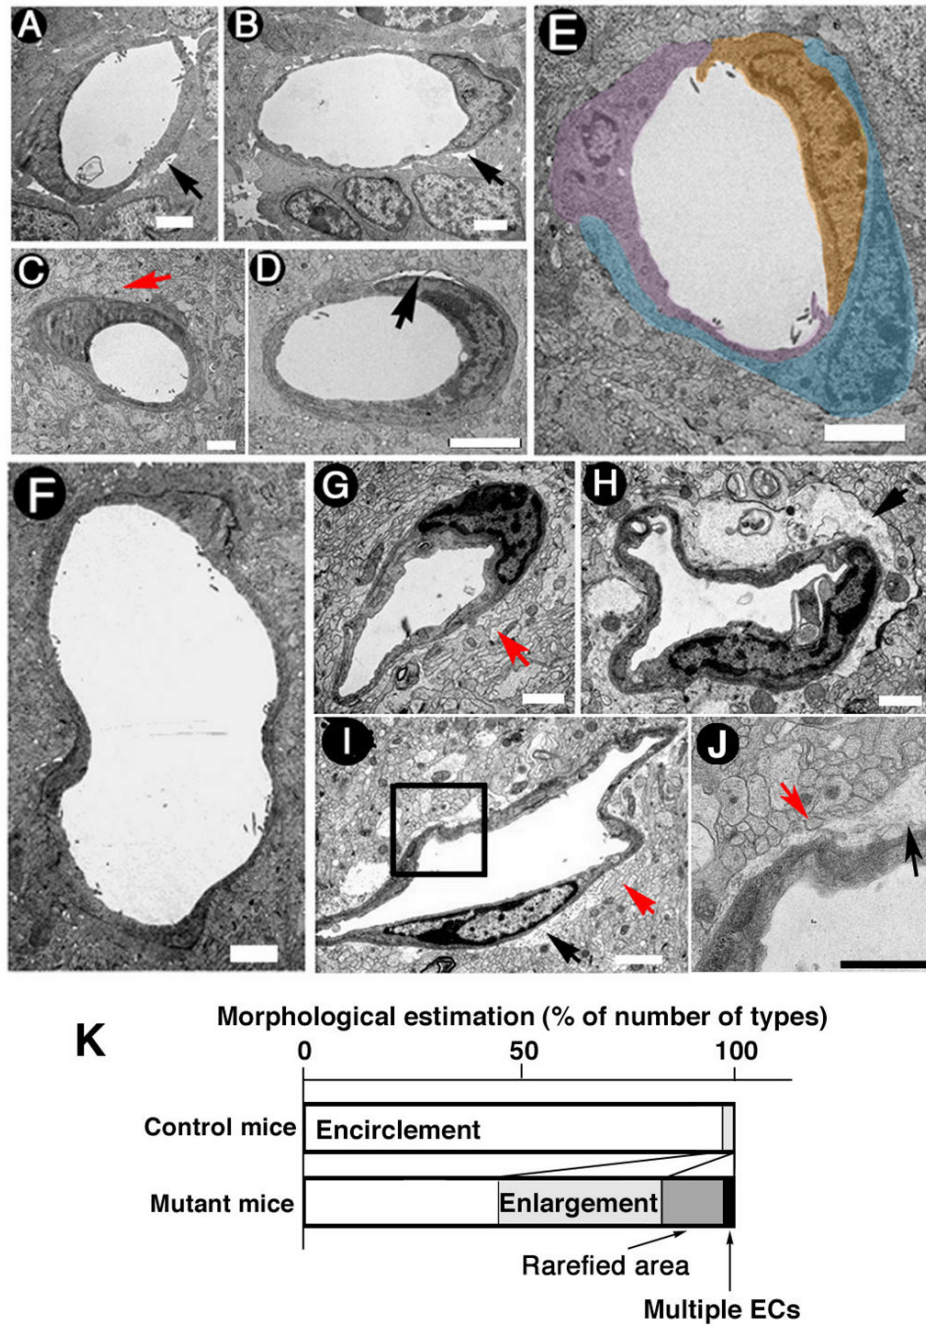 A
B
E
C
D
F
G
H
I
J
K
Morphological estimation (% of number of types)
0 50 100
Control mice Encirclement
Mutant mice Enlargement
Rarefied area
Multiple ECs